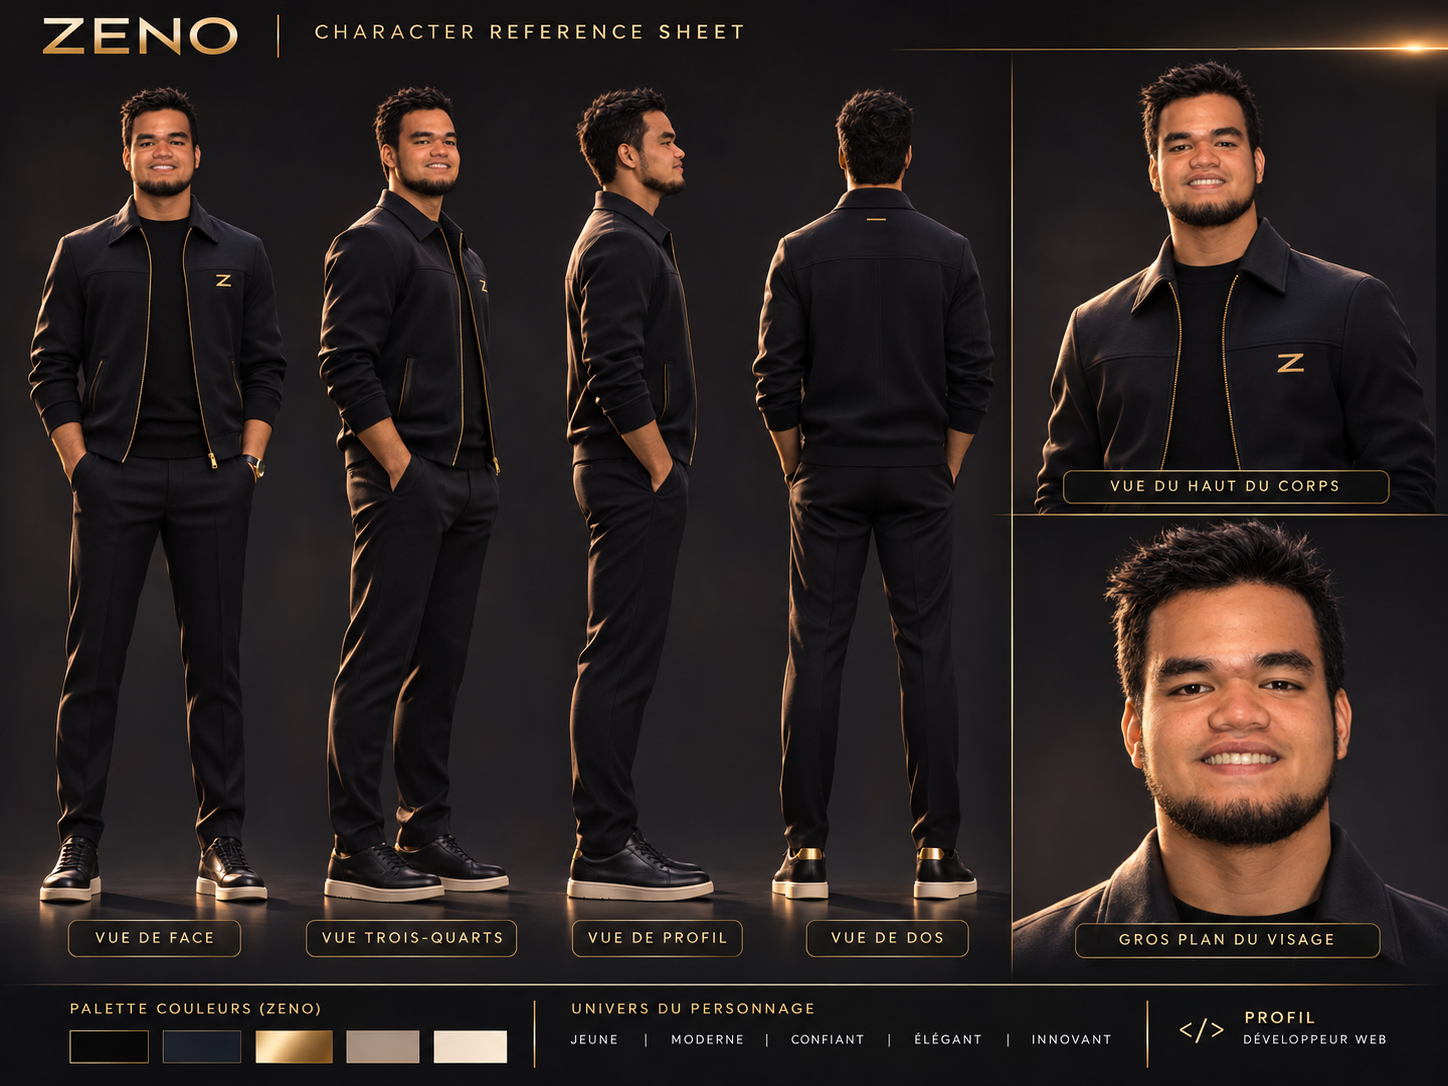 ZENO
CHARACTER REFERENCE SHEET
Z
Z
Z
VUE DU HAUT DU CORPS
VUE DE FACE
VUE TROIS-QUARTS
VUE DE PROFIL
VUE DE DOS
GROS PLAN DU VISAGE
PALETTE COULEURS (ZENO)
UNIVERS DU PERSONNAGE
JEUNE | MODERNE | CONFIANT | ÉLÉGANT | INNOVANT
</> PROFIL
DÉVELOPPEUR WEB